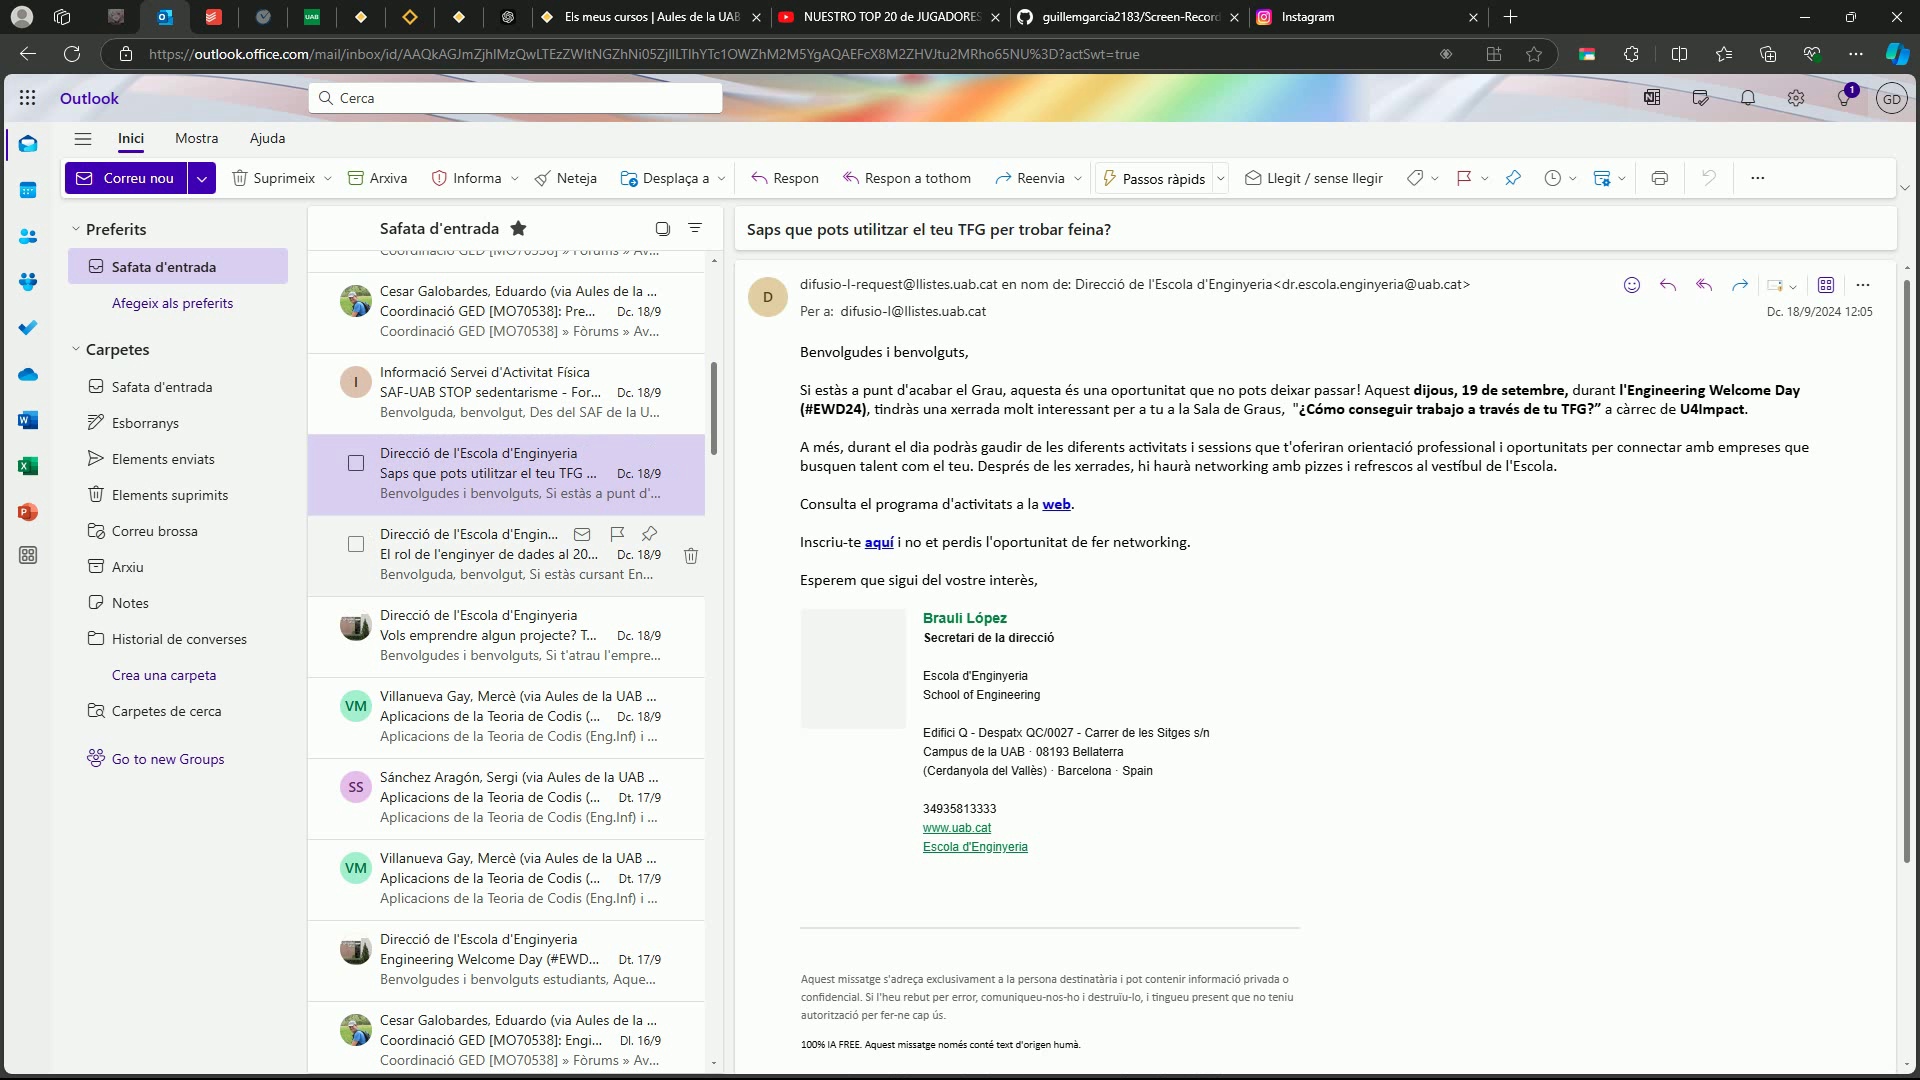 Els meus cursos | Aules de la UAB
NUESTRO TOP 20 de JUGADORES
guillemgarcia2183/Screen-Record
Instagram
outlook.office.com
Outlook
Cerca
1
GD
Inici
Mostra
Ajuda
Correu nou
Suprimeix
Arxiva
Informa
Neteja
Desplaça a
Respon
Respon a tothom
Reenvia
Passos ràpids
Llegit / sense llegir
Preferits
Safata d'entrada
Afegeix als preferits
Carpetes
Safata d'entrada
Esborranys
Elements enviats
Elements suprimits
Correu brossa
Arxiu
Notes
Historial de converses
Crea una carpeta
Carpetes de cerca
Go to new Groups
Safata d'entrada
Coordinació GED [MO70538] » Fòrums » Av...
Cesar Galobardes, Eduardo (via Aules de la ...
Coordinació GED [MO70538]: Pre... Dc. 18/9
Coordinació GED [MO70538] » Fòrums » Av...
I
Informació Servei d'Activitat Física
SAF-UAB STOP sedentarisme - For... Dc. 18/9
Benvolguda, benvolgut, Des del SAF de la U...
Direcció de l'Escola d'Enginyeria
Saps que pots utilitzar el teu TFG ... Dc. 18/9
Benvolgudes i benvolguts, Si estàs a punt d'...
Direcció de l'Escola d'Engin...
El rol de l'enginyer de dades al 20... Dc. 18/9
Benvolguda, benvolgut, Si estàs cursant En...
Direcció de l'Escola d'Enginyeria
Vols emprendre algun projecte? T... Dc. 18/9
Benvolgudes i benvolguts, Si t'atrau l'empre...
VM
Villanueva Gay, Mercè (via Aules de la UAB ...
Aplicacions de la Teoria de Codis (... Dc. 18/9
Aplicacions de la Teoria de Codis (Eng.Inf) i ...
SS
Sánchez Aragón, Sergi (via Aules de la UAB ...
Aplicacions de la Teoria de Codis (... Dt. 17/9
Aplicacions de la Teoria de Codis (Eng.Inf) i ...
VM
Villanueva Gay, Mercè (via Aules de la UAB ...
Aplicacions de la Teoria de Codis (... Dt. 17/9
Aplicacions de la Teoria de Codis (Eng.Inf) i ...
Direcció de l'Escola d'Enginyeria
Engineering Welcome Day (#EWD... Dt. 17/9
Benvolgudes i benvolguts estudiants, Aque...
Cesar Galobardes, Eduardo (via Aules de la ...
Coordinació GED [MO70538]: Engi... Dl. 16/9
Coordinació GED [MO70538] » Fòrums » Av...
Saps que pots utilitzar el teu TFG per trobar feina?
D
difusio-l-request@llistes.uab.cat en nom de: Direcció de l'Escola d'Enginyeria<dr.escola.enginyeria@uab.cat>
Per a: difusio-l@llistes.uab.cat
Dc. 18/9/2024 12:05
Benvolgudes i benvolguts,
Si estàs a punt d'acabar el Grau, aquesta és una oportunitat que no pots deixar passar! Aquest dijous, 19 de setembre, durant l'Engineering Welcome Day
(#EWD24), tindràs una xerrada molt interessant per a tu a la Sala de Graus, "¿Cómo conseguir trabajo a través de tu TFG?” a càrrec de U4Impact.
A més, durant el dia podràs gaudir de les diferents activitats i sessions que t'oferiran orientació professional i oportunitats per connectar amb empreses que
busquen talent com el teu. Després de les xerrades, hi haurà networking amb pizzes i refrescos al vestíbul de l'Escola.
Consulta el programa d'activitats a la web.
Inscriu-te aquí i no et perdis l'oportunitat de fer networking.
Esperem que sigui del vostre interès,
Brauli López
Secretari de la direcció
Escola d'Enginyeria
School of Engineering
Edifici Q - Despatx QC/0027 - Carrer de les Sitges s/n
Campus de la UAB · 08193 Bellaterra
(Cerdanyola del Vallès) · Barcelona · Spain
34935813333
www.uab.cat
Escola d'Enginyeria
Aquest missatge s'adreça exclusivament a la persona destinatària i pot contenir informació privada o
confidencial. Si l'heu rebut per error, comuniqueu-nos-ho i destruïu-lo, i tingueu present que no teniu
autorització per fer-ne cap ús.
100% IA FREE. Aquest missatge només conté text d'origen humà.